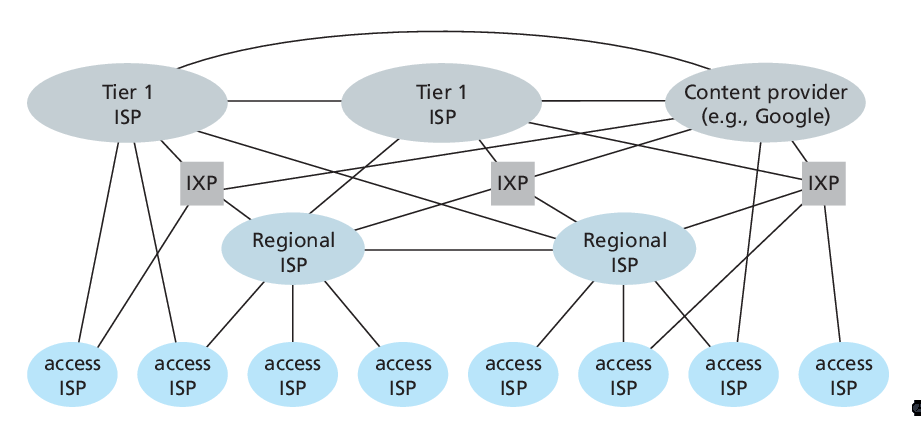 Tier 1
ISP
Tier 1
ISP
Content provider
(e.g., Google)
IXP
IXP
IXP
Regional
ISP
Regional
ISP
access
ISP
access
ISP
access
ISP
access
ISP
access
ISP
access
ISP
access
ISP
access
ISP